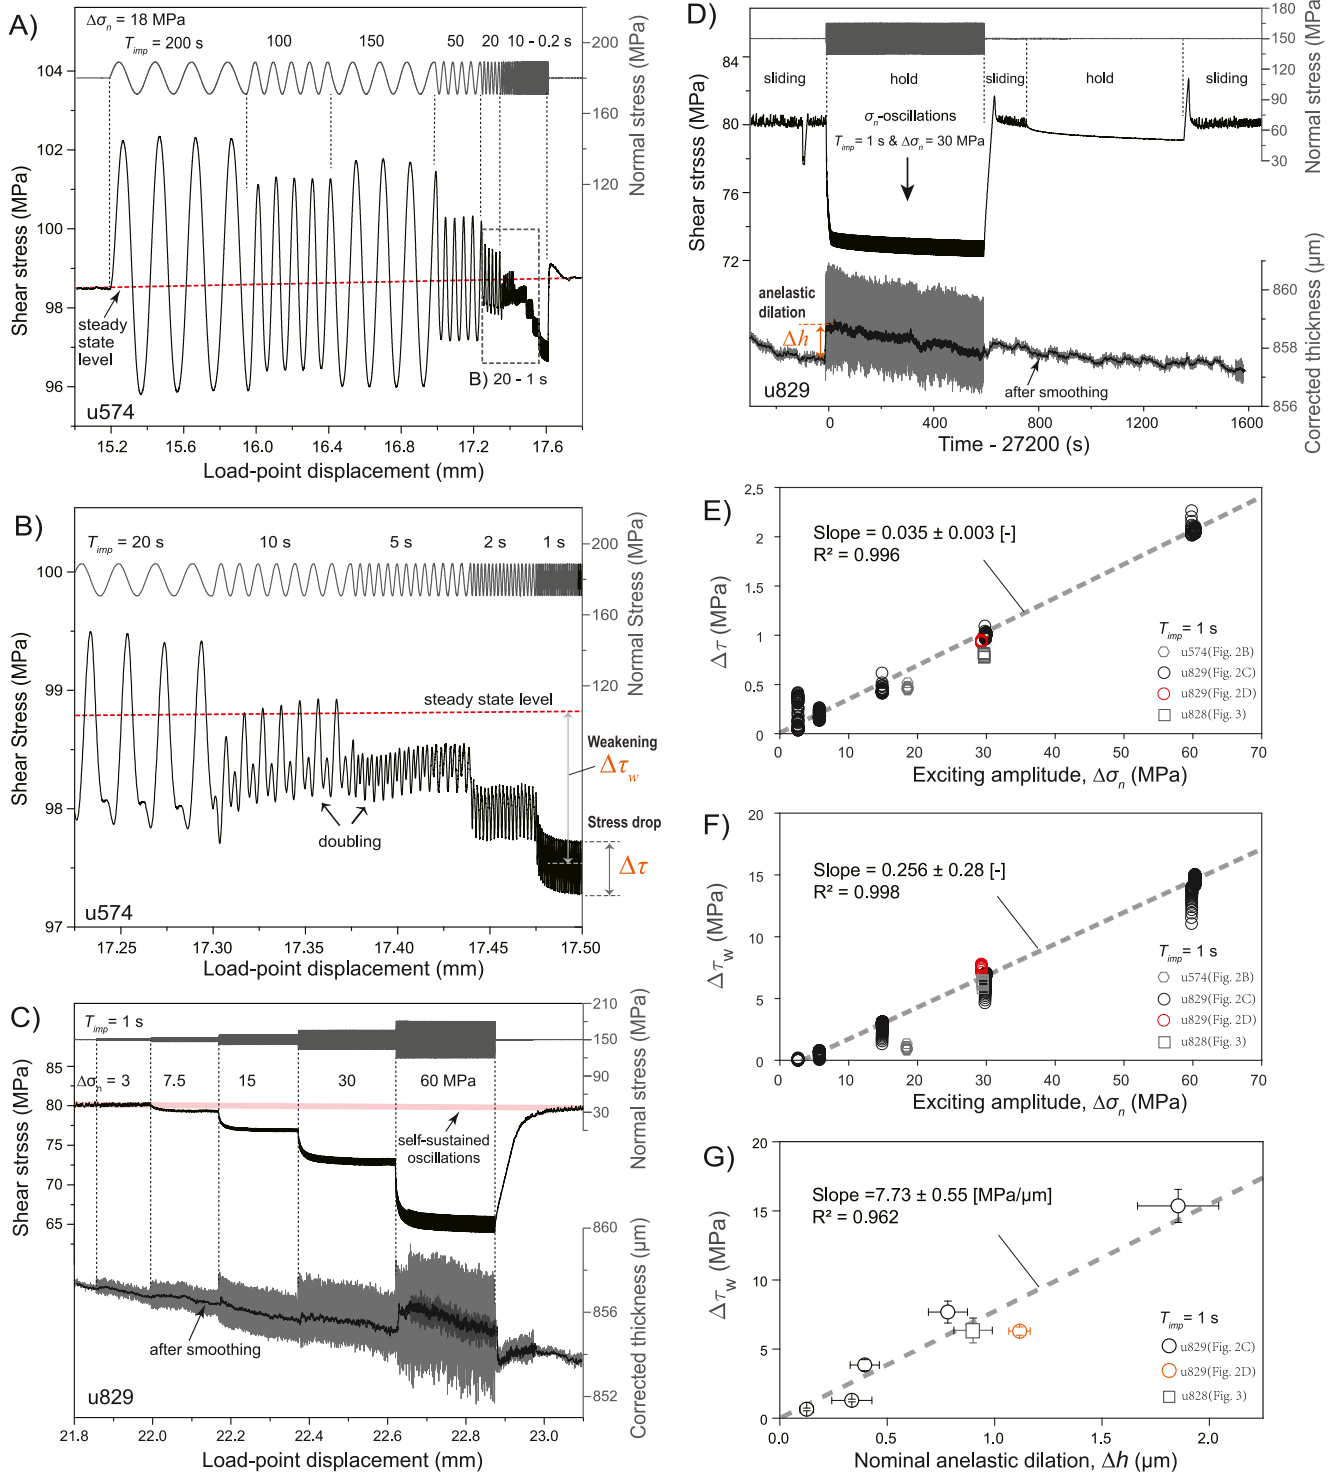 A)
Δσn = 18 MPa
Timp = 200 s 100 150 50 20 10 - 0.2 s
104
102
100
98
96
Shear stress (MPa)
200
160
120
Normal stress (MPa)
steady
state
level
B) 20 - 1 s
u574
15.2 15.6 16.0 16.4 16.8 17.2 17.6
Load-point displacement (mm)
B)
Timp = 20 s 10 s 5 s 2 s 1 s
100
99
98
97
Shear Stress (MPa)
200
160
120
80
Normal Stress (MPa)
steady state level
Weakening
Δτw
doubling
Stress drop
Δτ
u574
17.25 17.30 17.35 17.40 17.45 17.50
Load-point displacement (mm)
C)
Timp = 1 s
Δσn = 3 7.5 15 30 60 MPa
85
80
75
70
65
Shear strsss (MPa)
210
150
90
30
Normal stress (MPa)
self-sustained
oscillations
860
856
852
Corrected thickness (μm)
after smoothing
u829
21.8 22.0 22.2 22.4 22.6 22.8 23.0
Load-point displacement (mm)
D)
84
80
76
72
Shear strsss (MPa)
180
150
120
90
60
30
Normal stress (MPa)
sliding hold sliding hold sliding
σn-oscillations
Timp = 1 s & Δσn = 30 MPa
anelastic
dilation
Δh
860
858
856
Corrected thickness (μm)
after smoothing
u829
0 400 800 1200 1600
Time - 27200 (s)
E)
2.5
2
1.5
1
0.5
0
Δτ (MPa)
Slope = 0.035 ± 0.003 [-]
R² = 0.996
Timp = 1 s
u574(Fig. 2B)
u829(Fig. 2C)
u829(Fig. 2D)
u828(Fig. 3)
0 10 20 30 40 50 60 70
Exciting amplitude, Δσn (MPa)
F)
20
15
10
5
0
Δτw (MPa)
Slope = 0.256 ± 0.28 [-]
R² = 0.998
Timp = 1 s
u574(Fig. 2B)
u829(Fig. 2C)
u829(Fig. 2D)
u828(Fig. 3)
0 10 20 30 40 50 60 70
Exciting amplitude, Δσn (MPa)
G)
20
15
10
5
0
Δτw (MPa)
Slope =7.73 ± 0.55 [MPa/μm]
R² = 0.962
Timp = 1 s
u829(Fig. 2C)
u829(Fig. 2D)
u828(Fig. 3)
0 0.5 1.0 1.5 2.0
Nominal anelastic dilation, Δh (μm)